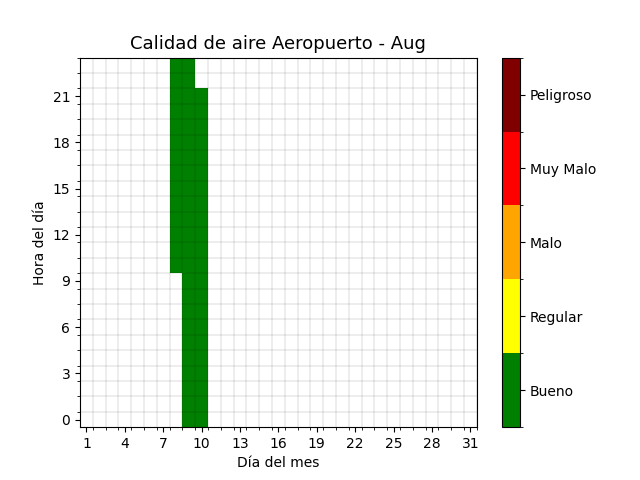 Calidad de aire Aeropuerto - Aug
Hora del día
21
18
15
12
9
6
3
0
1 4 7 10 13 16 19 22 25 28 31
Día del mes
Peligroso
Muy Malo
Malo
Regular
Bueno